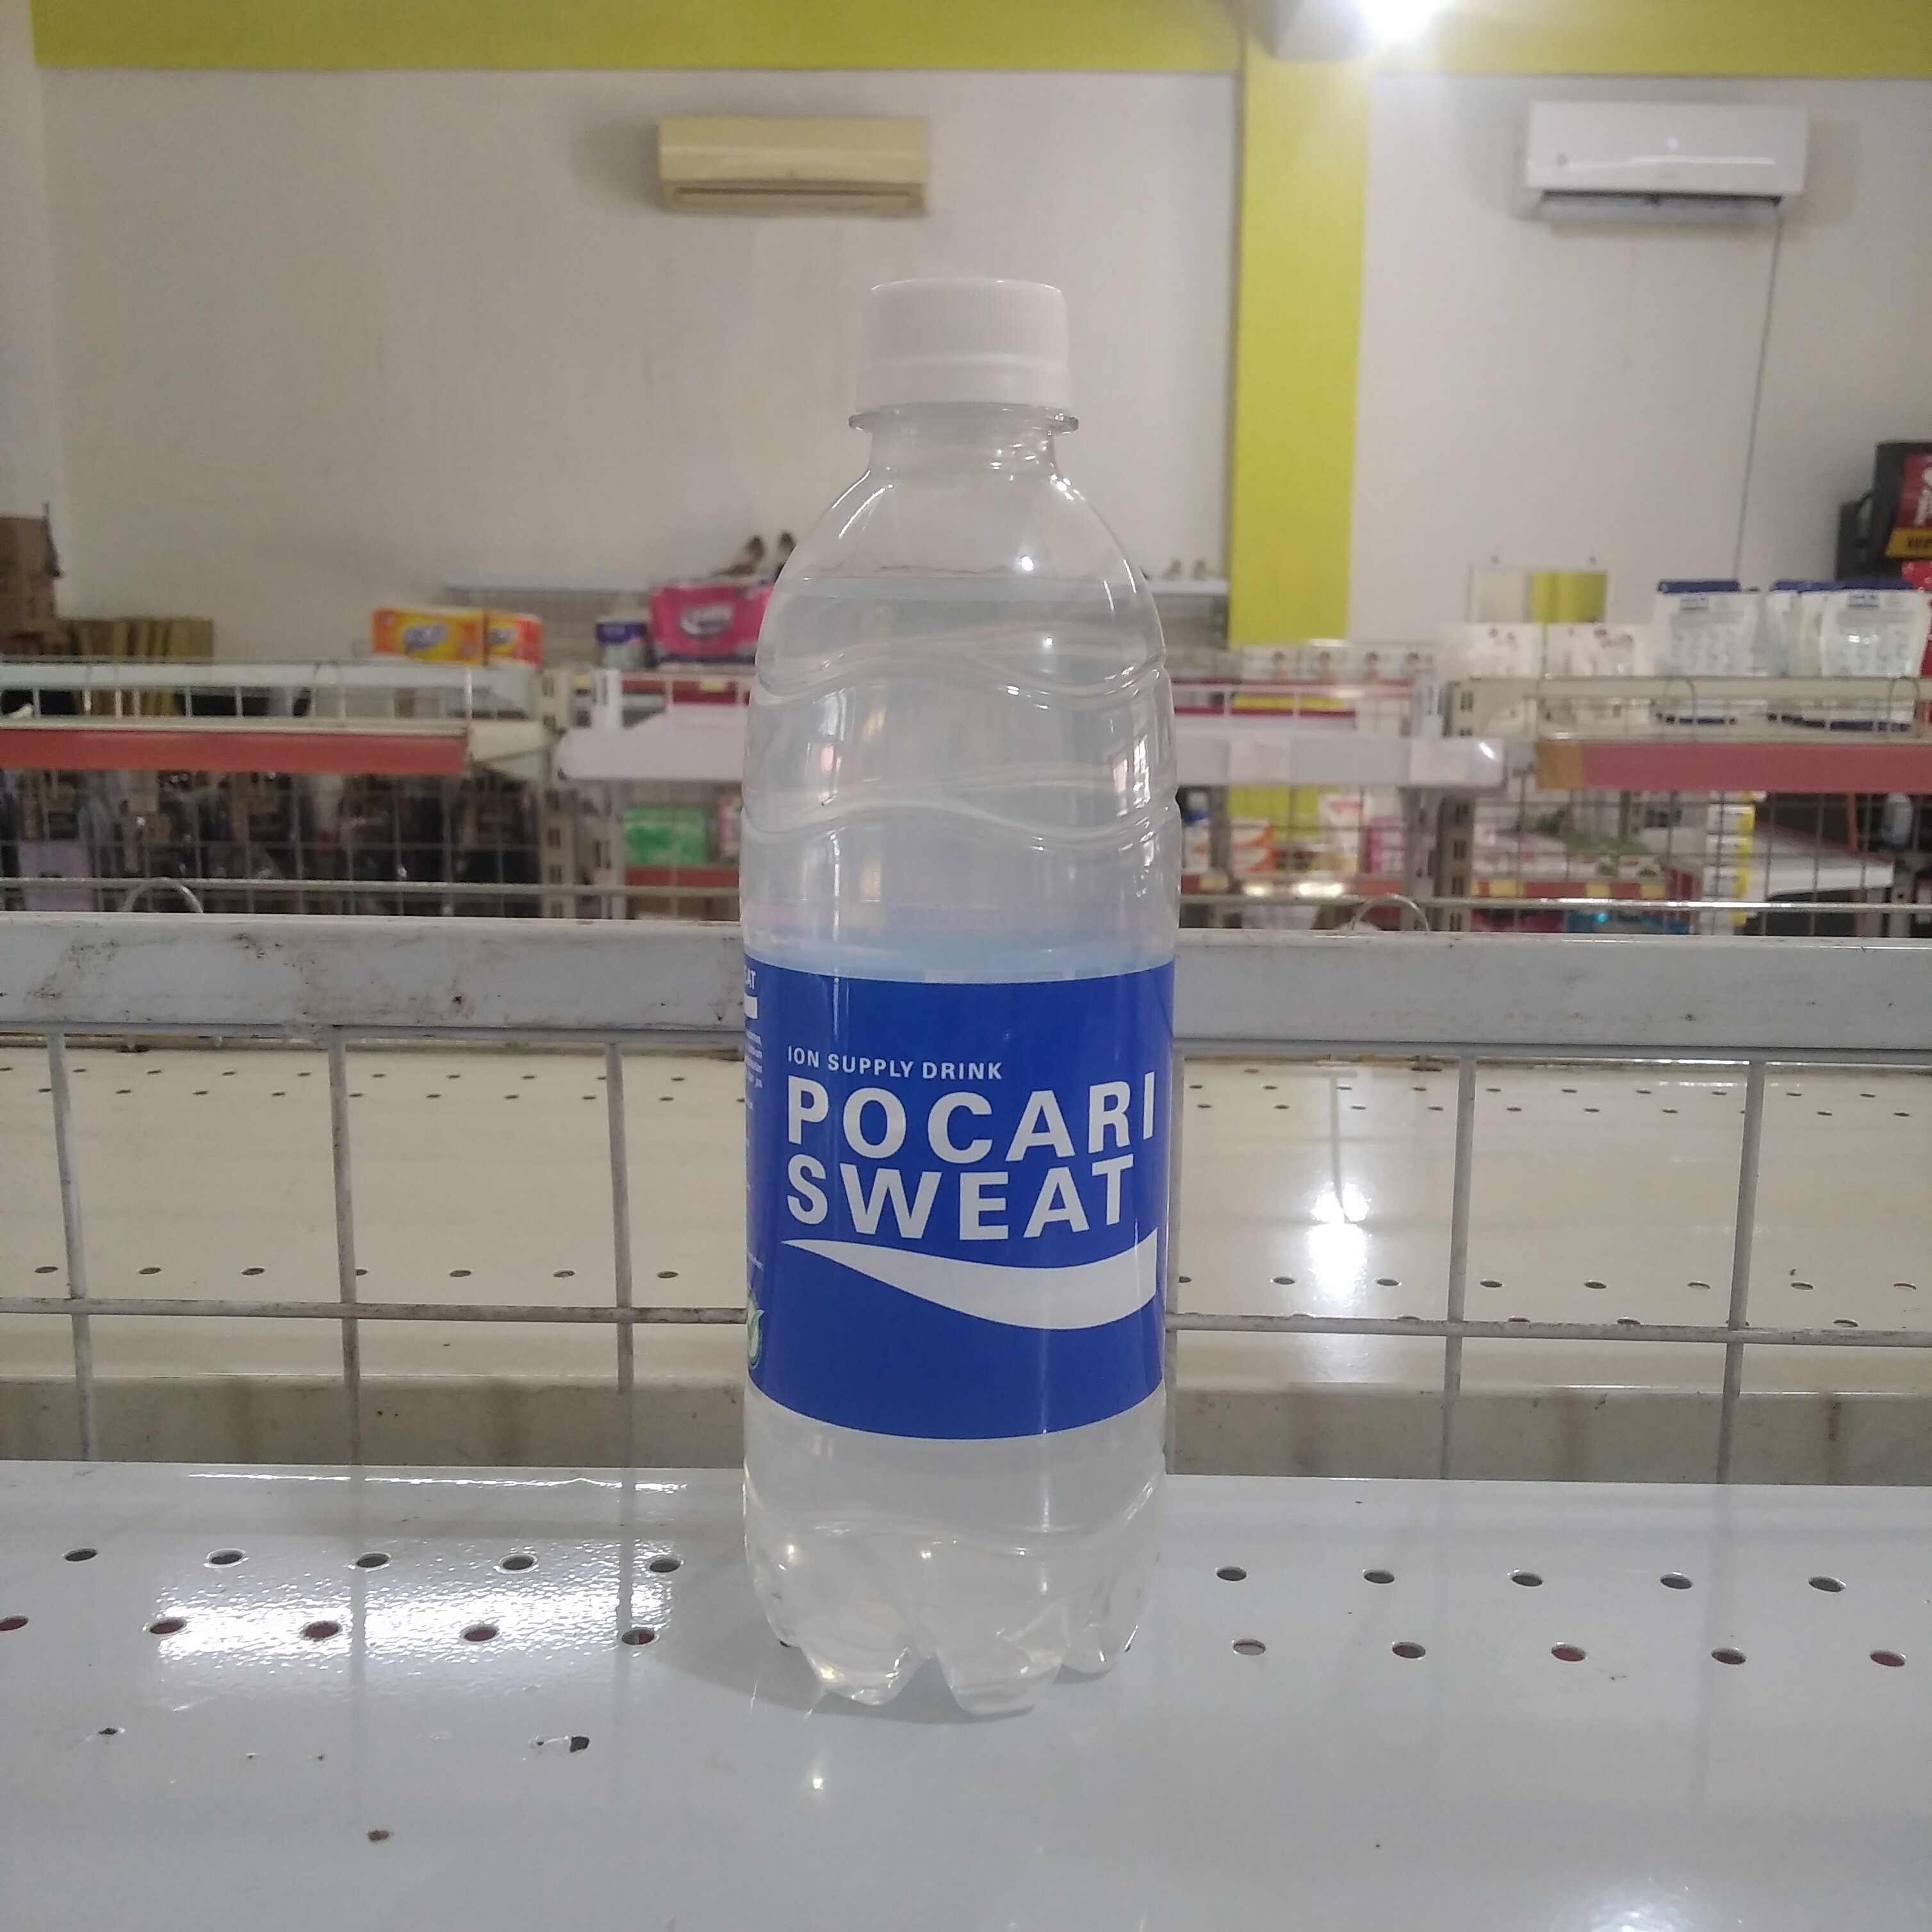 ION SUPPLY DRINK
POCARI
SWEAT